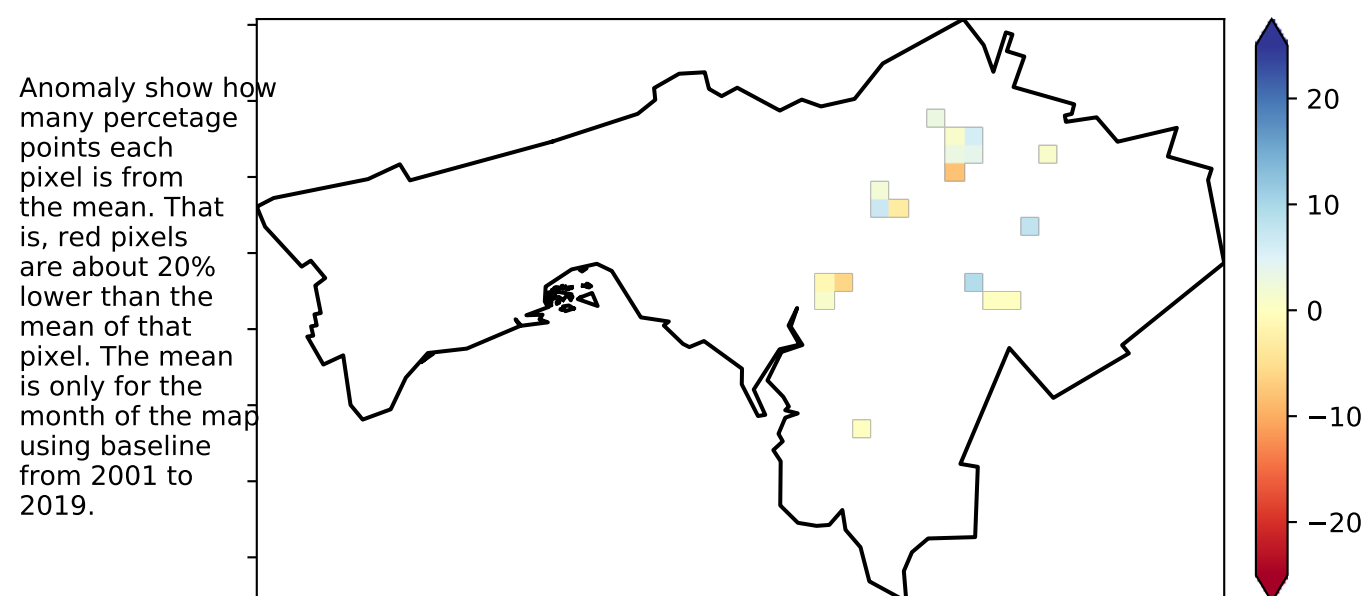 Anomaly show how
many percetage
points each
pixel is from
the mean. That
is, red pixels
are about 20%
lower than the
mean of that
pixel. The mean
is only for the
month of the map
using baseline
from 2001 to
2019.
20
10
0
−10
−20